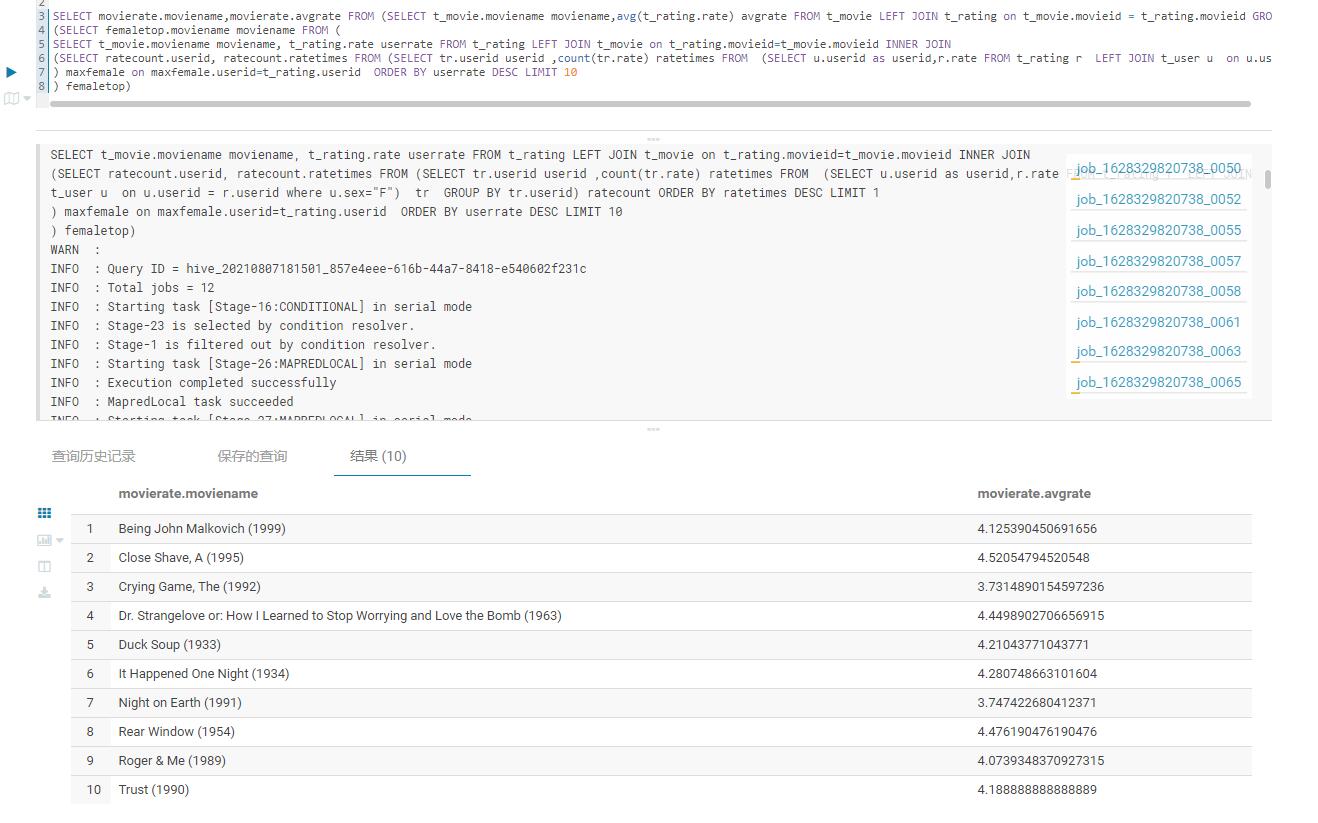 2
3 SELECT movierate.moviename,movierate.avgrate FROM (SELECT t_movie.moviename moviename,avg(t_rating.rate) avgrate FROM t_movie LEFT JOIN t_rating on t_movie.movieid = t_rating.movieid GRO
4 (SELECT femaletop.moviename moviename FROM (
5 SELECT t_movie.moviename moviename, t_rating.rate userrate FROM t_rating LEFT JOIN t_movie on t_rating.movieid=t_movie.movieid INNER JOIN
6 (SELECT ratecount.userid, ratecount.ratetimes FROM (SELECT tr.userid userid ,count(tr.rate) ratetimes FROM (SELECT u.userid as userid,r.rate FROM t_rating r LEFT JOIN t_user u on u.us
7 ) maxfemale on maxfemale.userid=t_rating.userid ORDER BY userrate DESC LIMIT 10
8 ) femaletop)
SELECT t_movie.moviename moviename, t_rating.rate userrate FROM t_rating LEFT JOIN t_movie on t_rating.movieid=t_movie.movieid INNER JOIN
(SELECT ratecount.userid, ratecount.ratetimes FROM (SELECT tr.userid userid ,count(tr.rate) ratetimes FROM (SELECT u.userid as userid,r.rate
t_user u on u.userid = r.userid where u.sex="F") tr GROUP BY tr.userid) ratecount ORDER BY ratetimes DESC LIMIT 1
) maxfemale on maxfemale.userid=t_rating.userid ORDER BY userrate DESC LIMIT 10
) femaletop)
WARN :
INFO : Query ID = hive_20210807181501_857e4eee-616b-44a7-8418-e540602f231c
INFO : Total jobs = 12
INFO : Starting task [Stage-16:CONDITIONAL] in serial mode
INFO : Stage-23 is selected by condition resolver.
INFO : Stage-1 is filtered out by condition resolver.
INFO : Starting task [Stage-26:MAPREDLOCAL] in serial mode
INFO : Execution completed successfully
INFO : MapredLocal task succeeded
INFO : Starting task [Stage-27:MAPREDLOCAL] in serial mode
job_1628329820738_0050
job_1628329820738_0052
job_1628329820738_0055
job_1628329820738_0057
job_1628329820738_0058
job_1628329820738_0061
job_1628329820738_0063
job_1628329820738_0065
查询历史记录 保存的查询 结果 (10)
movierate.moviename movierate.avgrate
1 Being John Malkovich (1999) 4.125390450691656
2 Close Shave, A (1995) 4.52054794520548
3 Crying Game, The (1992) 3.7314890154597236
4 Dr. Strangelove or: How I Learned to Stop Worrying and Love the Bomb (1963) 4.4498902706656915
5 Duck Soup (1933) 4.21043771043771
6 It Happened One Night (1934) 4.280748663101604
7 Night on Earth (1991) 3.747422680412371
8 Rear Window (1954) 4.476190476190476
9 Roger & Me (1989) 4.0739348370927315
10 Trust (1990) 4.188888888888889